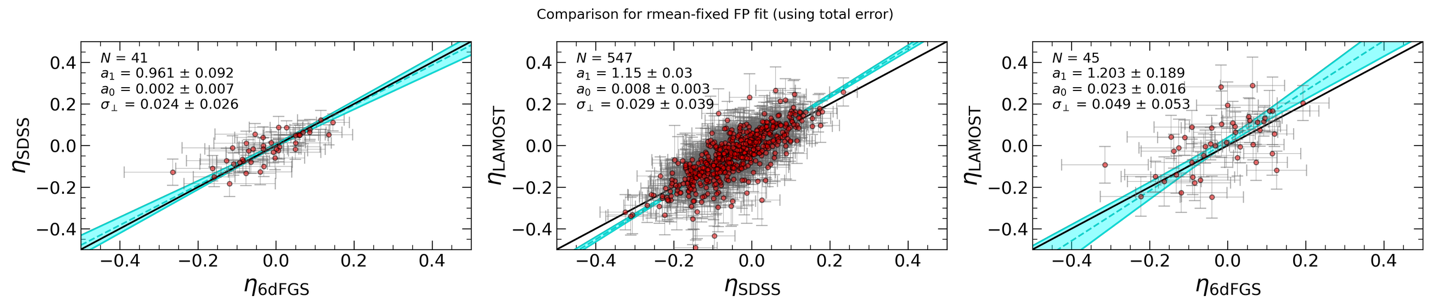 Comparison for rmean-fixed FP fit (using total error)
N = 41
a₁ = 0.961 ± 0.092
a₀ = 0.002 ± 0.007
σ⊥ = 0.024 ± 0.026
0.4
0.2
0.0
−0.2
−0.4
η_SDSS
−0.4 −0.2 0.0 0.2 0.4
η_6dFGS
N = 547
a₁ = 1.15 ± 0.03
a₀ = 0.008 ± 0.003
σ⊥ = 0.029 ± 0.039
0.4
0.2
0.0
−0.2
−0.4
η_LAMOST
−0.4 −0.2 0.0 0.2 0.4
η_SDSS
N = 45
a₁ = 1.203 ± 0.189
a₀ = 0.023 ± 0.016
σ⊥ = 0.049 ± 0.053
0.4
0.2
0.0
−0.2
−0.4
η_LAMOST
−0.4 −0.2 0.0 0.2 0.4
η_6dFGS